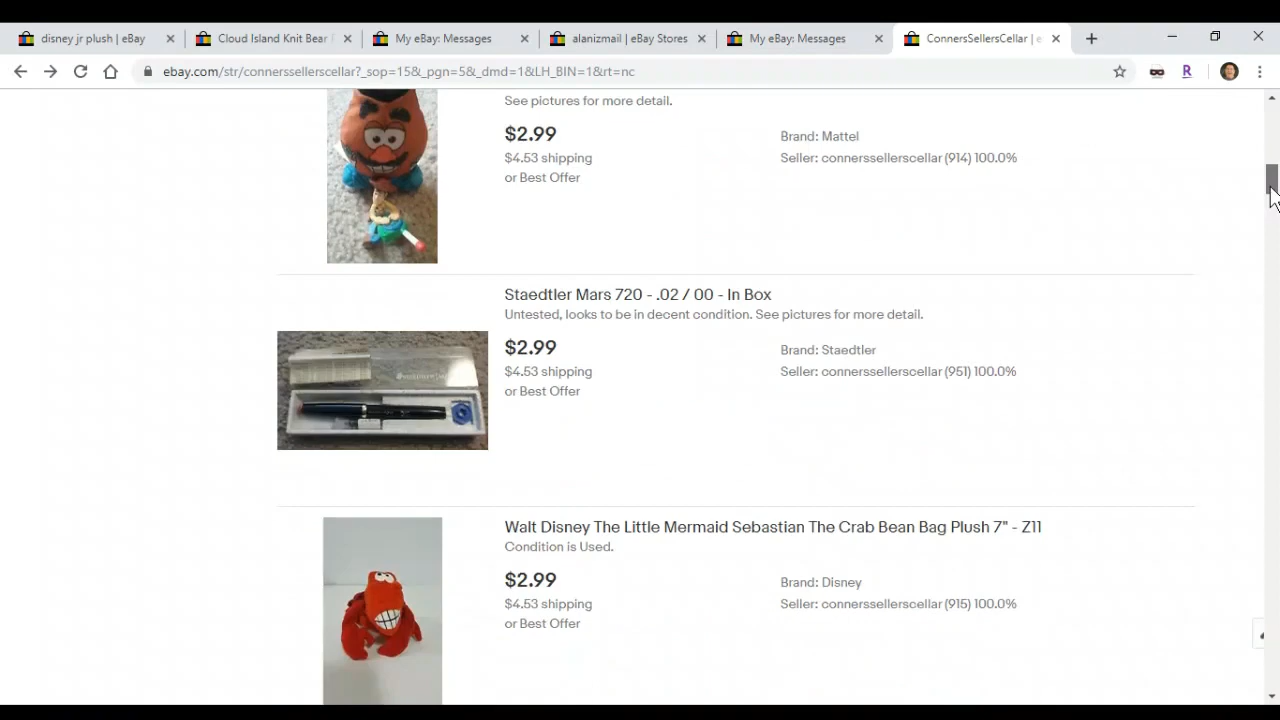 disney jr plush | eBay
Cloud Island Knit Bear
My eBay: Messages
alanizmail | eBay Stores
My eBay: Messages
ConnersSellersCellar | e
ebay.com/str/connerssellerscellar?_sop=15&_pgn=5&_dmd=1&LH_BIN=1&rt=nc
R
See pictures for more detail.
$2.99
Brand: Mattel
$4.53 shipping
Seller: connerssellerscellar (914) 100.0%
or Best Offer
Staedtler Mars 720 - .02 / 00 - In Box
Untested, looks to be in decent condition. See pictures for more detail.
$2.99
Brand: Staedtler
$4.53 shipping
Seller: connerssellerscellar (951) 100.0%
or Best Offer
Walt Disney The Little Mermaid Sebastian The Crab Bean Bag Plush 7" - Z11
Condition is Used.
$2.99
Brand: Disney
$4.53 shipping
Seller: connerssellerscellar (915) 100.0%
or Best Offer